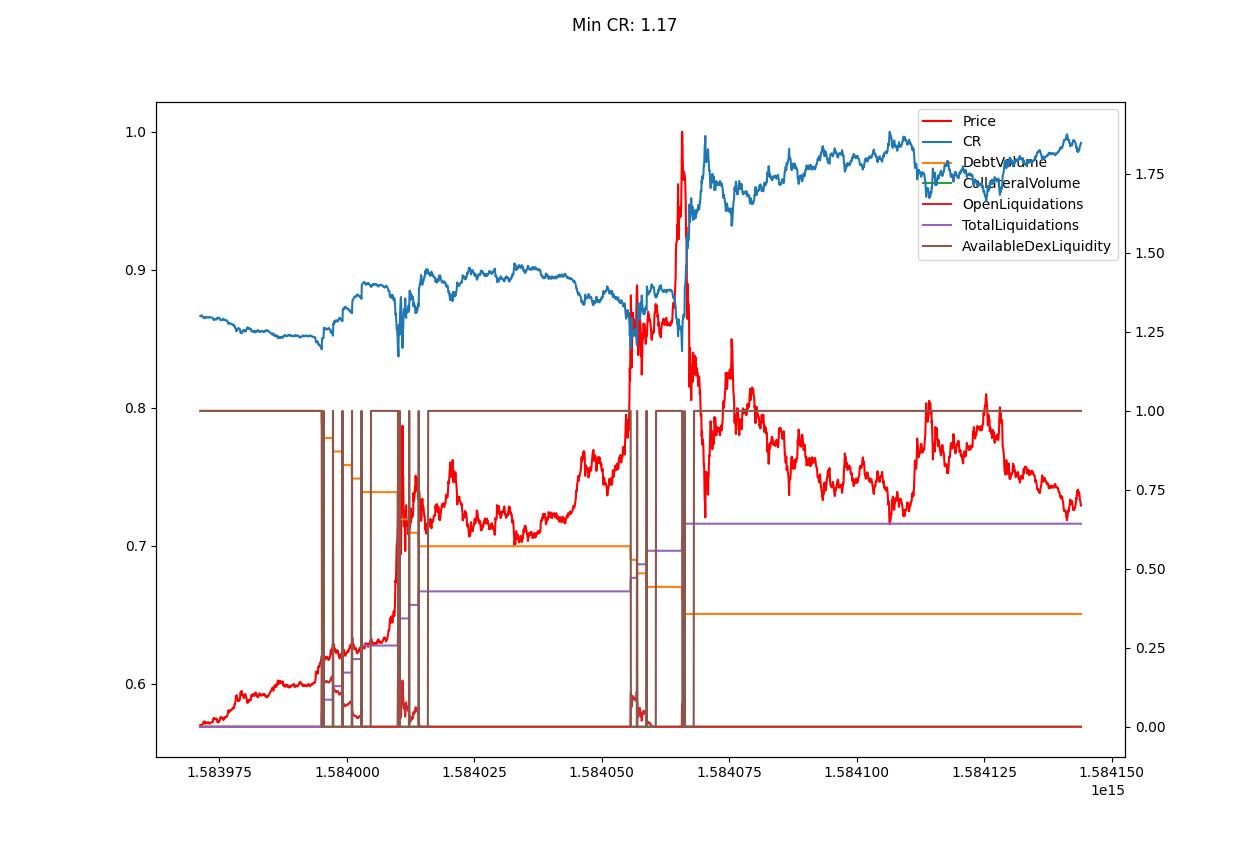 Min CR: 1.17
1.0
0.9
0.8
0.7
0.6
1.75
1.50
1.25
1.00
0.75
0.50
0.25
0.00
Price
CR
DebtVolume
CollateralVolume
OpenLiquidations
TotalLiquidations
AvailableDexLiquidity
1.583975 1.584000 1.584025 1.584050 1.584075 1.584100 1.584125 1.584150
1e15